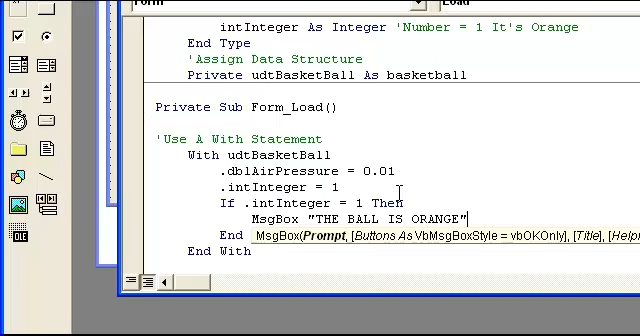 Form Load
intInteger As Integer 'Number = 1 It's Orange
End Type
'Assign Data Structure
Private udtBasketBall As basketball
Private Sub Form_Load()
'Use A With Statement
With udtBasketBall
.dblAirPressure = 0.01
.intInteger = 1
If .intInteger = 1 Then
MsgBox "THE BALL IS ORANGE"
End
MsgBox(Prompt, [Buttons As VbMsgBoxStyle = vbOKOnly], [Title], [Helpf
End With
OLE